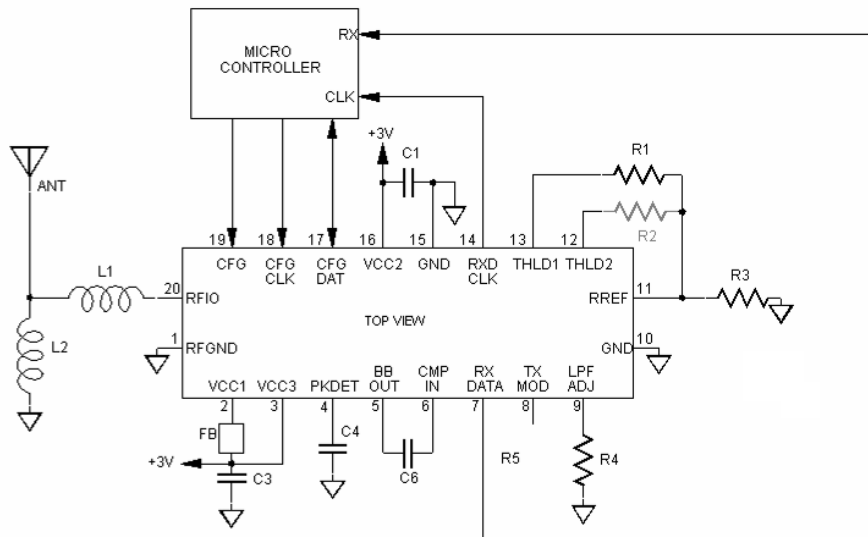 RX
MICRO
CONTROLLER
CLK
+3V
C1
R1
ANT
R2
19
18
17
16
15
14
13
12
CFG
CFG
CLK
CFG
DAT
VCC2
GND
RXD
CLK
THLD1
THLD2
L1
20
RFIO
RREF
11
R3
TOP VIEW
L2
1
RFGND
GND
10
VCC1
VCC3
PKDET
BB
OUT
CMP
IN
RX
DATA
TX
MOD
LPF
ADJ
2
3
4
5
6
7
8
9
FB
C4
+3V
C3
C6
R5
R4